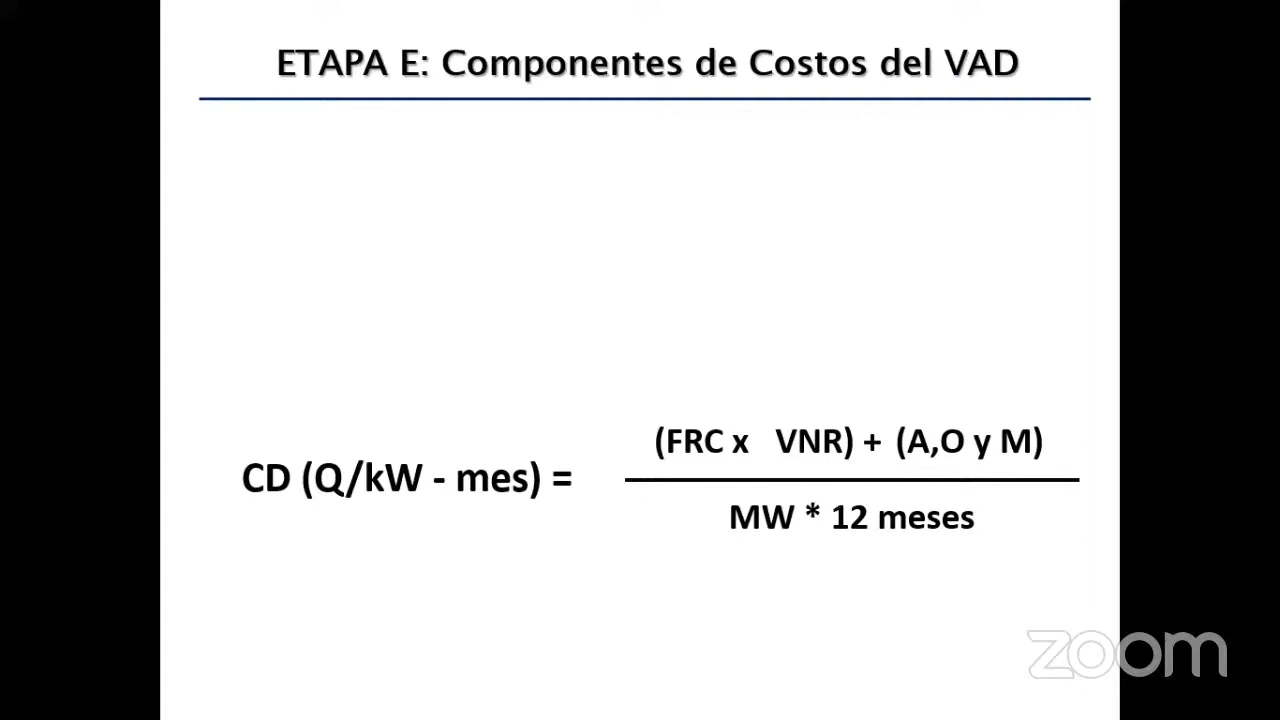 ETAPA E: Componentes de Costos del VAD
(FRC x VNR) + (A,O y M)
CD (Q/kW - mes) =
MW * 12 meses
zoom